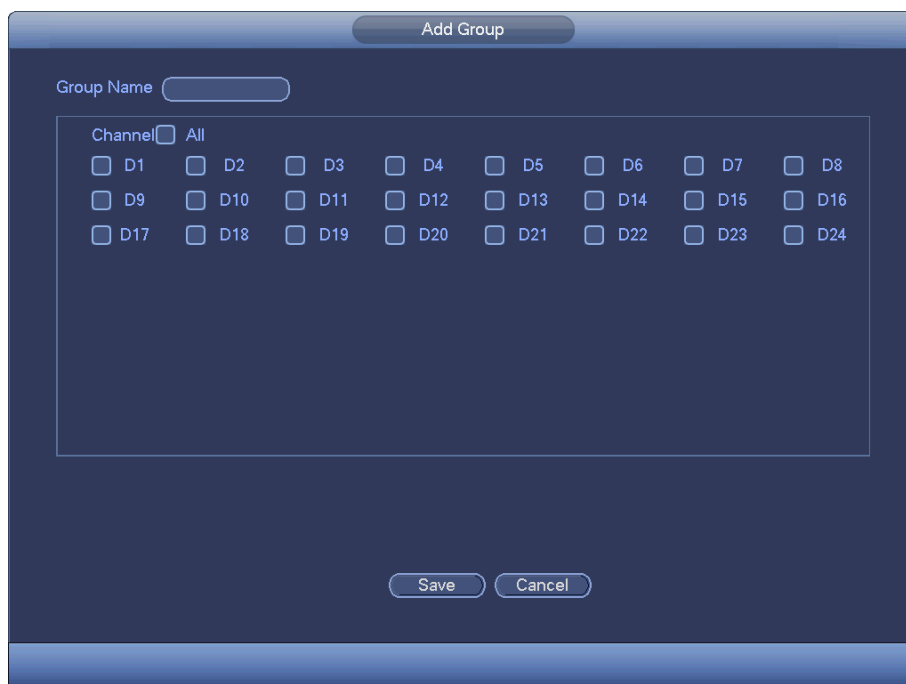 Add Group
Group Name
Channel All
D1 D2 D3 D4 D5 D6 D7 D8
D9 D10 D11 D12 D13 D14 D15 D16
D17 D18 D19 D20 D21 D22 D23 D24
Save Cancel